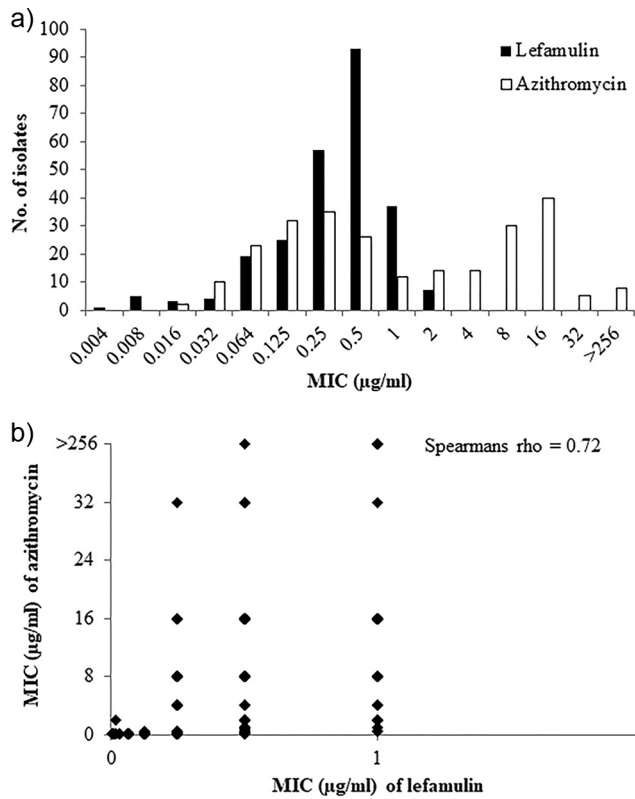 a)
100
90
80
70
60
50
40
30
20
10
0
No. of isolates
Lefamulin
Azithromycin
0.004 0.008 0.016 0.032 0.064 0.125 0.25 0.5 1 2 4 8 16 32 >256
MIC (µg/ml)
b)
>256
32
24
16
8
0
MIC (µg/ml) of azithromycin
Spearmans rho = 0.72
0 1
MIC (µg/ml) of lefamulin